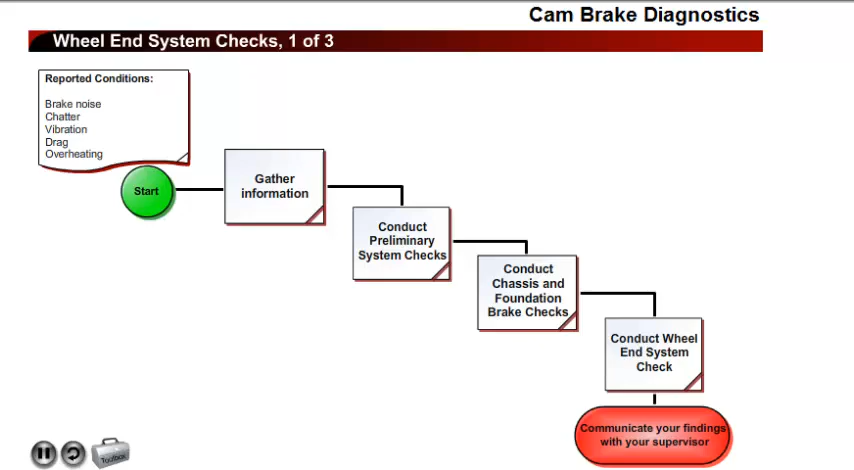 Cam Brake Diagnostics
Wheel End System Checks, 1 of 3
Reported Conditions:
Brake noise
Chatter
Vibration
Drag
Overheating
Start
Gather
information
Conduct
Preliminary
System Checks
Conduct
Chassis and
Foundation
Brake Checks
Conduct Wheel
End System
Check
Communicate your findings
with your supervisor
Toolbox